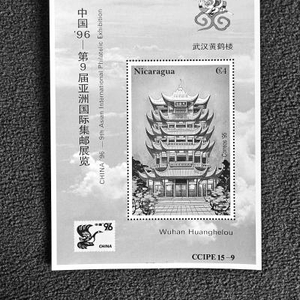 中国'96—第9届亚洲国际集邮展览
CHINA '96 — 9th Asian International Philatelic Exhibition
武汉黄鹤楼
Nicaragua C4
Wuhan Huanghelou
'96
CHINA
CCIPE 15-9